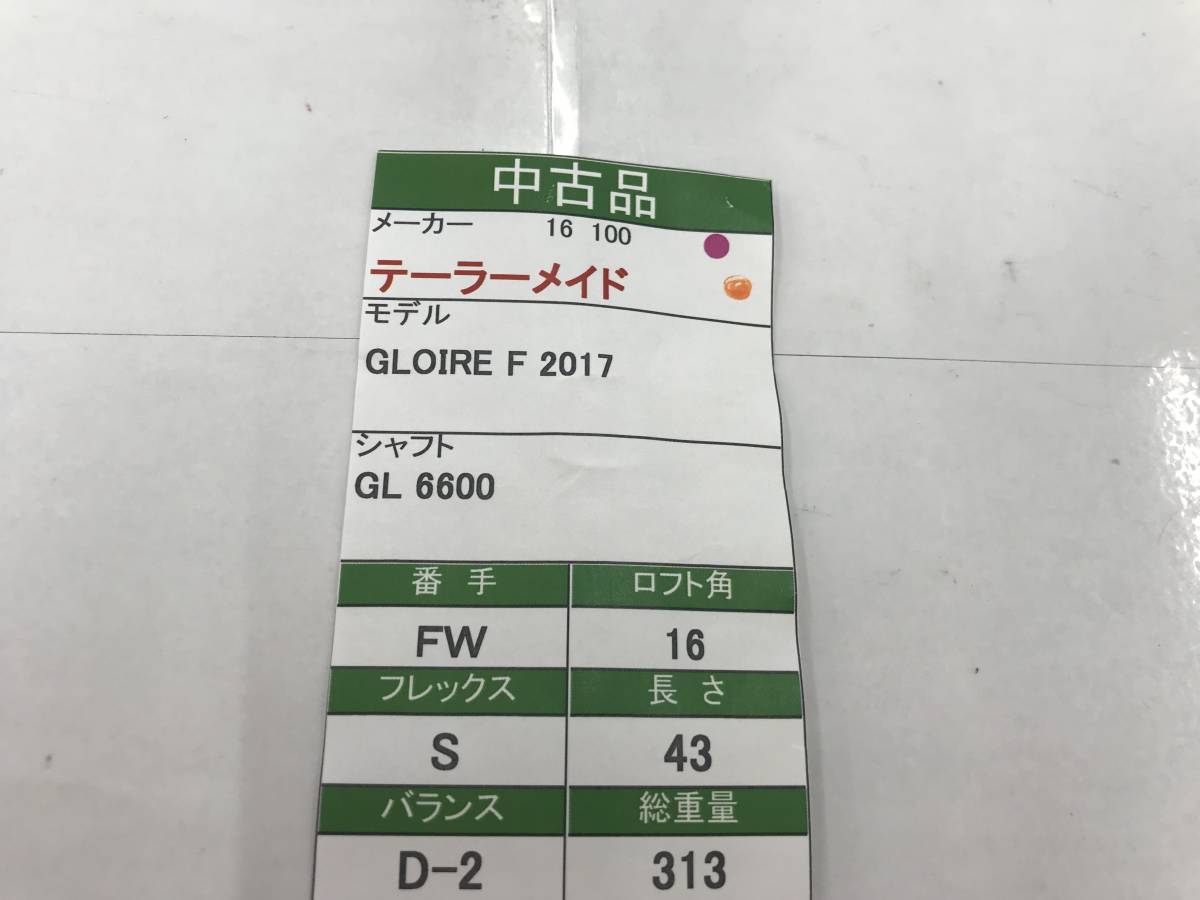 中古品
メーカー 16 100
テーラーメイド
モデル
GLOIRE F 2017
シャフト
GL 6600
番手 ロフト角
FW 16
フレックス 長さ
S 43
バランス 総重量
D-2 313